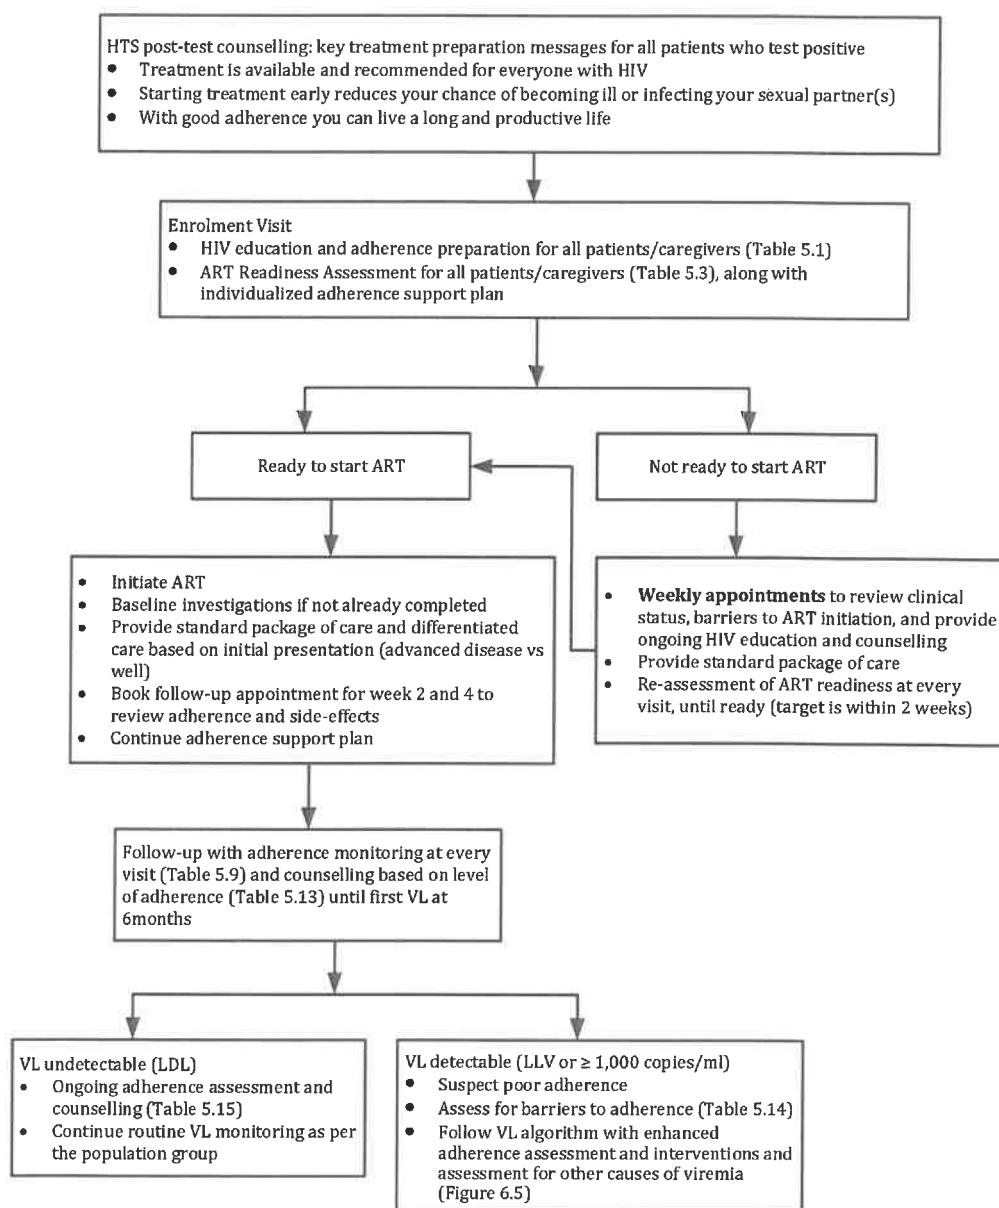 HTS post-test counselling: key treatment preparation messages for all patients who test positive
● Treatment is available and recommended for everyone with HIV
● Starting treatment early reduces your chance of becoming ill or infecting your sexual partner(s)
● With good adherence you can live a long and productive life
Enrolment Visit
● HIV education and adherence preparation for all patients/caregivers (Table 5.1)
● ART Readiness Assessment for all patients/caregivers (Table 5.3), along with
individualized adherence support plan
Ready to start ART
Not ready to start ART
● Initiate ART
● Baseline investigations if not already completed
● Provide standard package of care and differentiated
care based on initial presentation (advanced disease vs
well)
● Book follow-up appointment for week 2 and 4 to
review adherence and side-effects
● Continue adherence support plan
● Weekly appointments to review clinical
status, barriers to ART initiation, and provide
ongoing HIV education and counselling
● Provide standard package of care
● Re-assessment of ART readiness at every
visit, until ready (target is within 2 weeks)
Follow-up with adherence monitoring at every
visit (Table 5.9) and counselling based on level
of adherence (Table 5.13) until first VL at
6months
VL undetectable (LDL)
● Ongoing adherence assessment and
counselling (Table 5.15)
● Continue routine VL monitoring as per
the population group
VL detectable (LLV or ≥ 1,000 copies/ml)
● Suspect poor adherence
● Assess for barriers to adherence (Table 5.14)
● Follow VL algorithm with enhanced
adherence assessment and interventions and
assessment for other causes of viremia
(Figure 6.5)